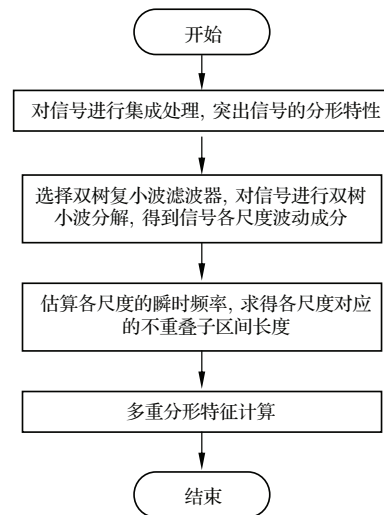 开始
对信号进行集成处理, 突出信号的分形特性
选择双树复小波滤波器, 对信号进行双树
小波分解, 得到信号各尺度波动成分
估算各尺度的瞬时频率, 求得各尺度对应
的不重叠子区间长度
多重分形特征计算
结束